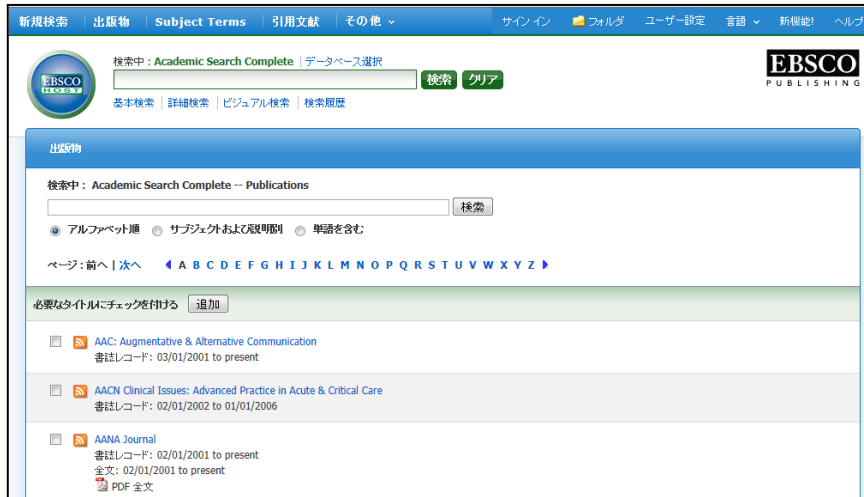 新規検索 出版物 Subject Terms 引用文献 その他 サイン イン フォルダ ユーザー設定 言語 新機能! ヘルプ
検索中 : Academic Search Complete データベース選択
検索 クリア
基本検索 詳細検索 ビジュアル検索 検索履歴
EBSCO
HOST
EBSCO
PUBLISHING
出版物
検索中 : Academic Search Complete -- Publications
検索
アルファベット順 サブジェクトおよび説明別 単語を含む
ページ : 前へ | 次へ A B C D E F G H I J K L M N O P Q R S T U V W X Y Z
必要なタイトルにチェックを付ける 追加
AAC: Augmentative & Alternative Communication
書誌レコード: 03/01/2001 to present
AACN Clinical Issues: Advanced Practice in Acute & Critical Care
書誌レコード: 02/01/2002 to 01/01/2006
AANA Journal
書誌レコード: 02/01/2001 to present
全文: 02/01/2001 to present
PDF 全文